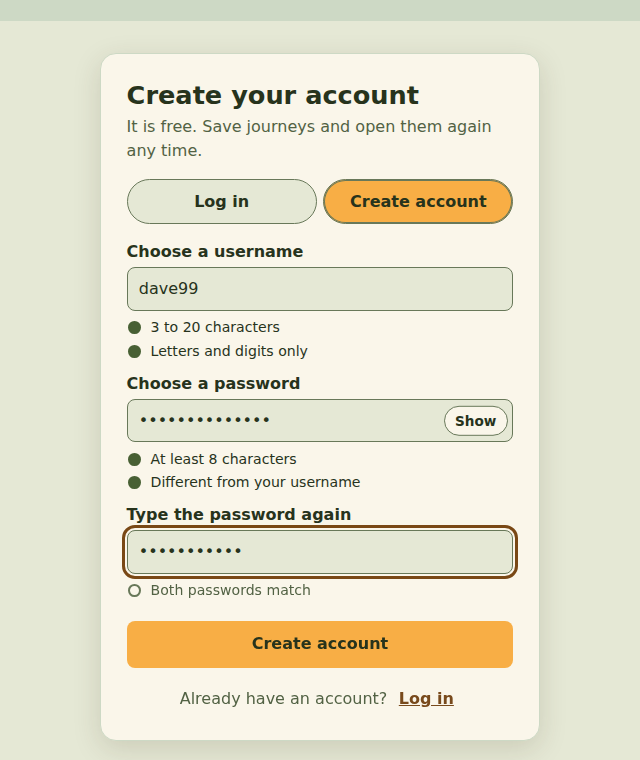 Create your account
It is free. Save journeys and open them again
any time.
Log in
Create account
Choose a username
dave99
3 to 20 characters
Letters and digits only
Choose a password
••••••••••••••
Show
At least 8 characters
Different from your username
Type the password again
•••••••••••
Both passwords match
Create account
Already have an account? Log in